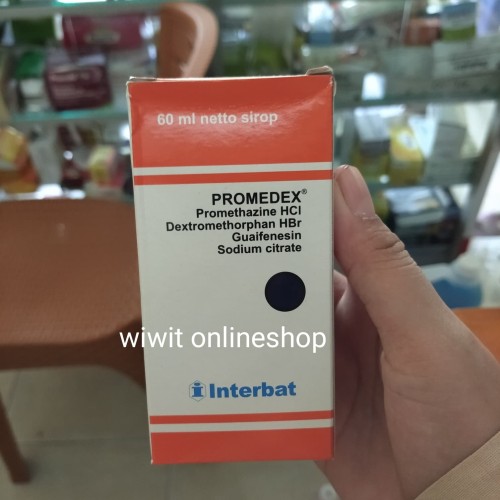 60 ml netto sirop
PROMEDEX®
Promethazine HCl
Dextromethorphan HBr
Guaifenesin
Sodium citrate
wiwit onlineshop
Interbat